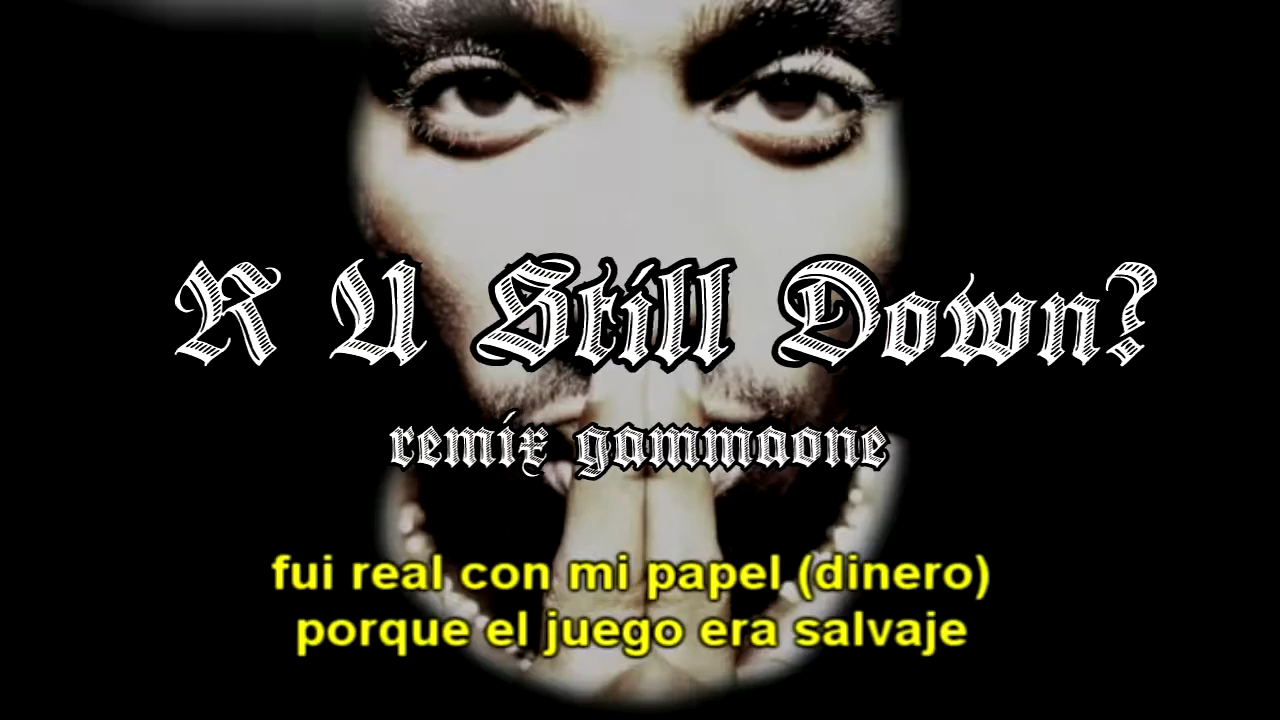 R U Still Down?
remix gammaone
fui real con mi papel (dinero)
porque el juego era salvaje